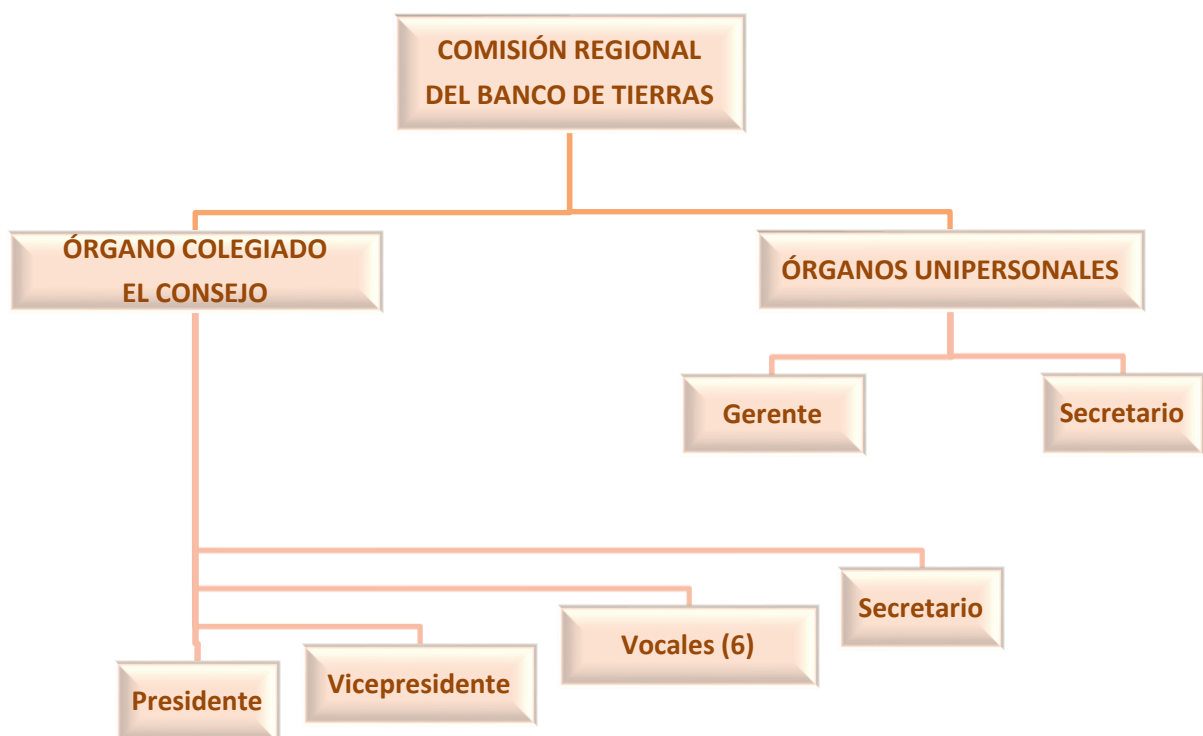 COMISIÓN REGIONAL
DEL BANCO DE TIERRAS
ÓRGANO COLEGIADO
EL CONSEJO
ÓRGANOS UNIPERSONALES
Gerente
Secretario
Secretario
Vocales (6)
Vicepresidente
Presidente